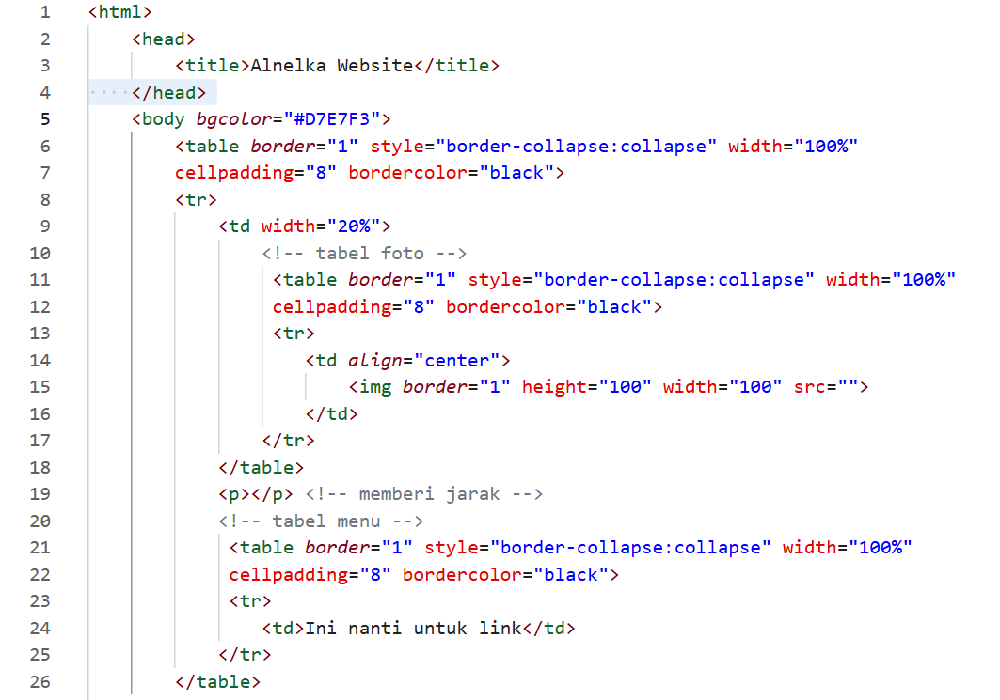 1 <html>
2 <head>
3 <title>Alnelka Website</title>
4 ····</head>
5 <body bgcolor="#D7E7F3">
6 <table border="1" style="border-collapse:collapse" width="100%"
7 cellpadding="8" bordercolor="black">
8 <tr>
9 <td width="20%">
10 <!-- tabel foto -->
11 <table border="1" style="border-collapse:collapse" width="100%"
12 cellpadding="8" bordercolor="black">
13 <tr>
14 <td align="center">
15 <img border="1" height="100" width="100" src="">
16 </td>
17 </tr>
18 </table>
19 <p></p> <!-- memberi jarak -->
20 <!-- tabel menu -->
21 <table border="1" style="border-collapse:collapse" width="100%"
22 cellpadding="8" bordercolor="black">
23 <tr>
24 <td>Ini nanti untuk link</td>
25 </tr>
26 </table>